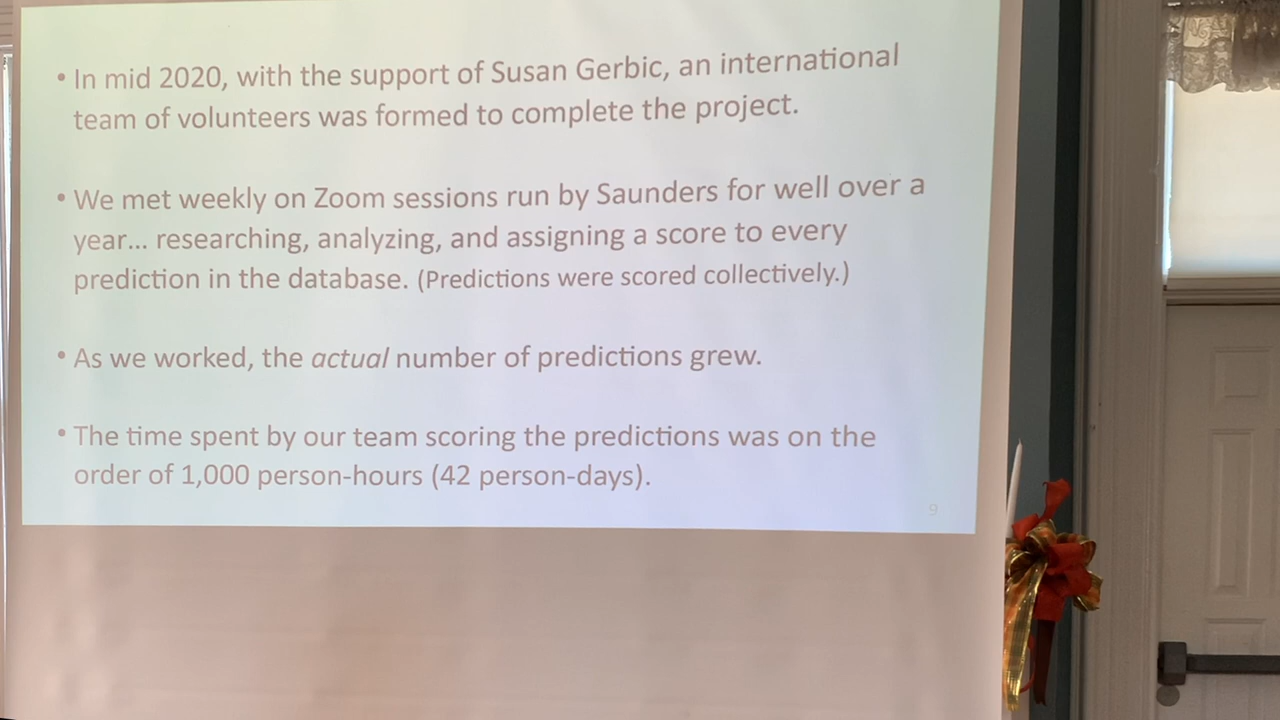 • In mid 2020, with the support of Susan Gerbic, an international
team of volunteers was formed to complete the project.
• We met weekly on Zoom sessions run by Saunders for well over a
year... researching, analyzing, and assigning a score to every
prediction in the database. (Predictions were scored collectively.)
• As we worked, the actual number of predictions grew.
• The time spent by our team scoring the predictions was on the
order of 1,000 person-hours (42 person-days).
9